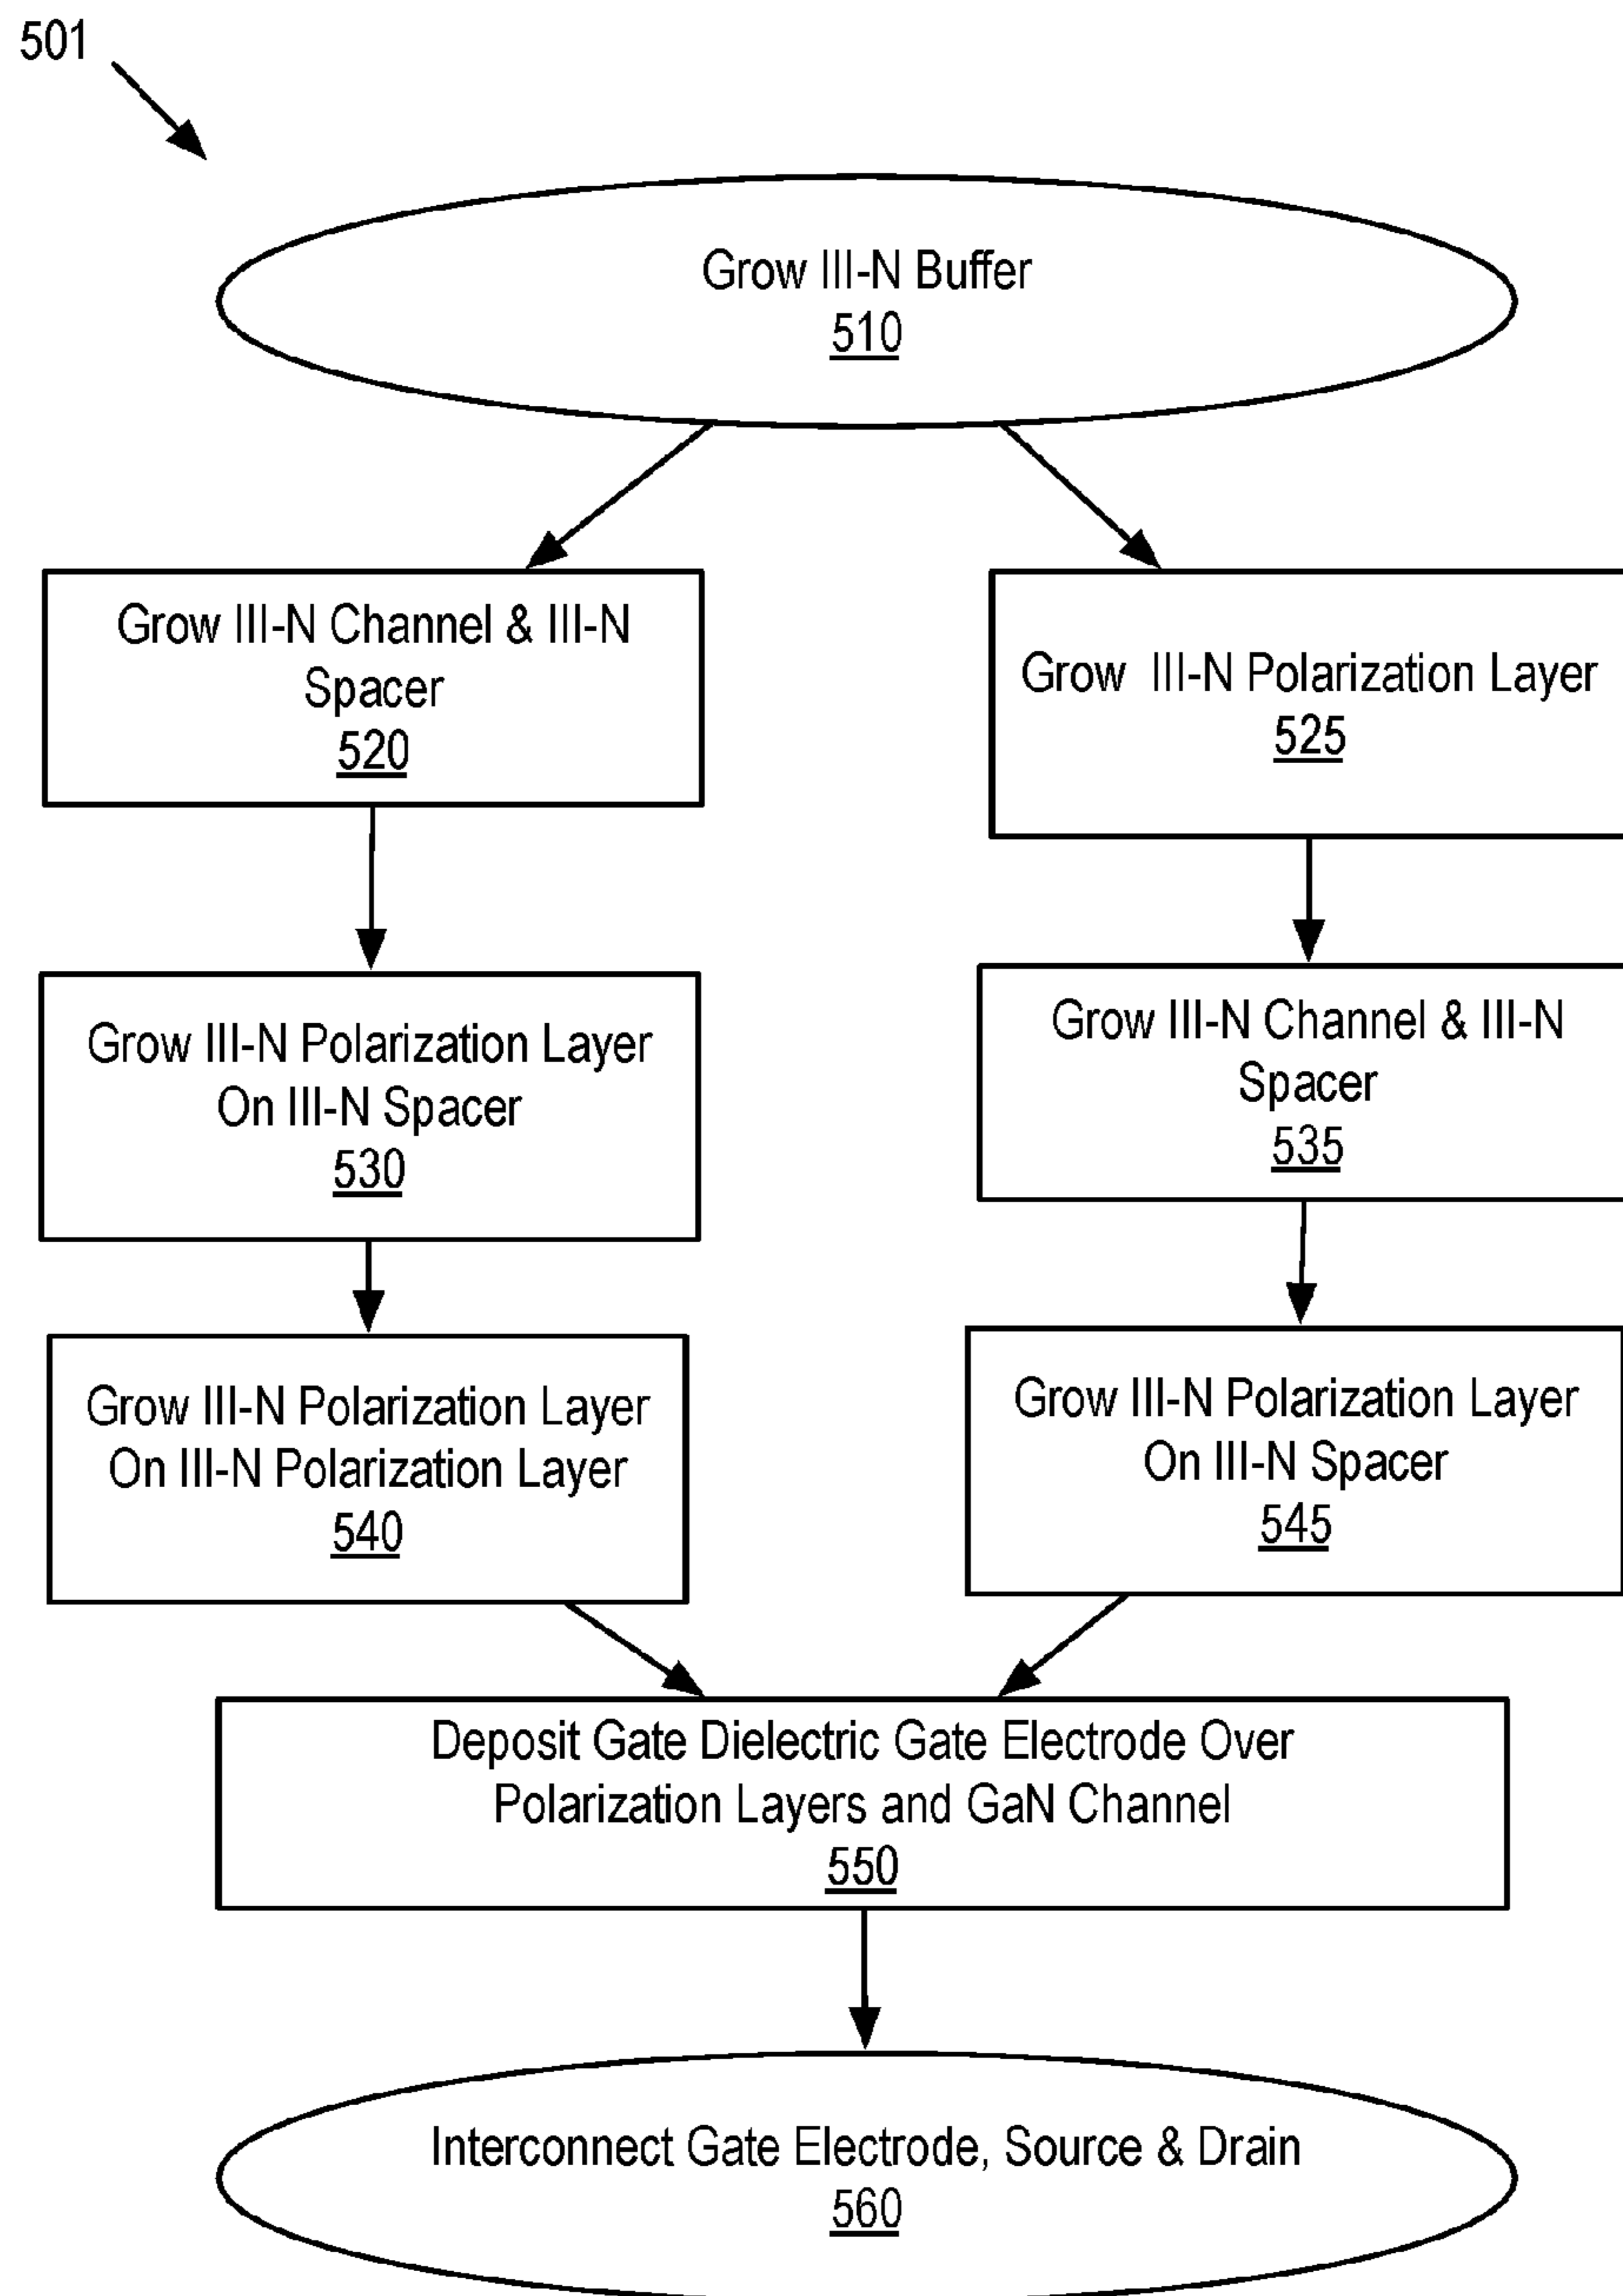 501
Grow III-N Buffer
510
Grow III-N Channel & III-N
Spacer
520
Grow III-N Polarization Layer
525
Grow III-N Polarization Layer
On III-N Spacer
530
Grow III-N Channel & III-N
Spacer
535
Grow III-N Polarization Layer
On III-N Polarization Layer
540
Grow III-N Polarization Layer
On III-N Spacer
545
Deposit Gate Dielectric Gate Electrode Over
Polarization Layers and GaN Channel
550
Interconnect Gate Electrode, Source & Drain
560